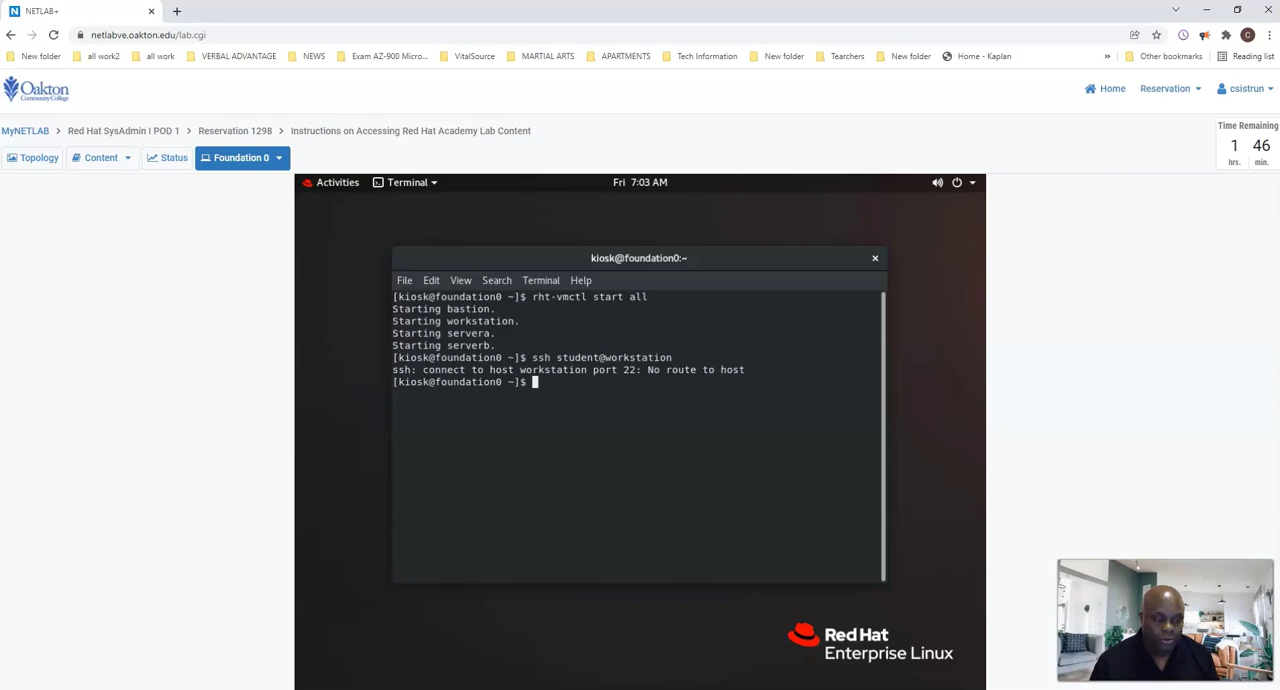 NETLAB+
netlabve.oakton.edu/lab.cgi
New folder
all work2
all work
VERBAL ADVANTAGE
NEWS
Exam AZ-900 Micro...
VitalSource
MARTIAL ARTS
APARTMENTS
Tech Information
New folder
Tearchers
New folder
Home - Kaplan
»
Other bookmarks
Reading list
C
Oakton
Community College
Home
Reservation
csistrun
MyNETLAB > Red Hat SysAdmin I POD 1 > Reservation 1298 > Instructions on Accessing Red Hat Academy Lab Content
Time Remaining
1 46
hrs. min.
Topology
Content
Status
Foundation 0
Activities
Terminal
Fri 7:03 AM
kiosk@foundation0:~
File Edit View Search Terminal Help
[kiosk@foundation0 ~]$ rht-vmctl start all
Starting bastion.
Starting workstation.
Starting servera.
Starting serverb.
[kiosk@foundation0 ~]$ ssh student@workstation
ssh: connect to host workstation port 22: No route to host
[kiosk@foundation0 ~]$
Red Hat
Enterprise Linux